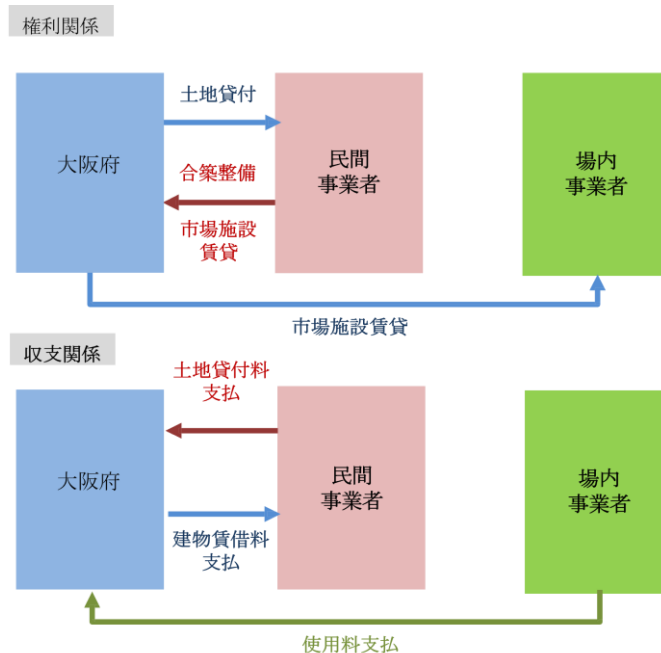 権利関係
土地貸付
大阪府
民間
事業者
場内
事業者
合築整備
市場施設
賃貸
市場施設賃貸
収支関係
土地貸付料
支払
大阪府
民間
事業者
場内
事業者
建物賃借料
支払
使用料支払